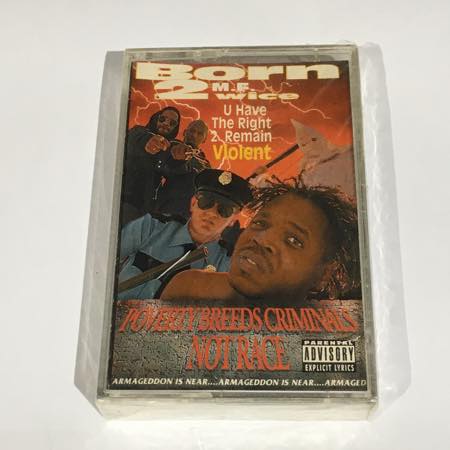 Born
2 M.F. wice
U Have
The Right
2. Remain
Violent
POVERTY BREEDS CRIMINALS
NOT RACE
PARENTAL
ADVISORY
EXPLICIT LYRICS
ARMAGEDDON IS NEAR....ARMAGEDDON IS NEAR....ARMAGED